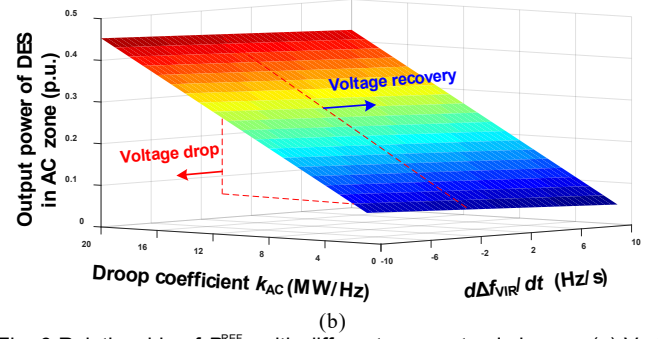 0.5
0.4
0.3
0.2
0.1
0
Output power of DES
in AC zone (p.u.)
Voltage recovery
Voltage drop
20
16
12
8
4
0
-10
-6
-2
2
6
10
Droop coefficient kAC (MW/Hz)
dΔfVIR/ dt (Hz/s)
(b)